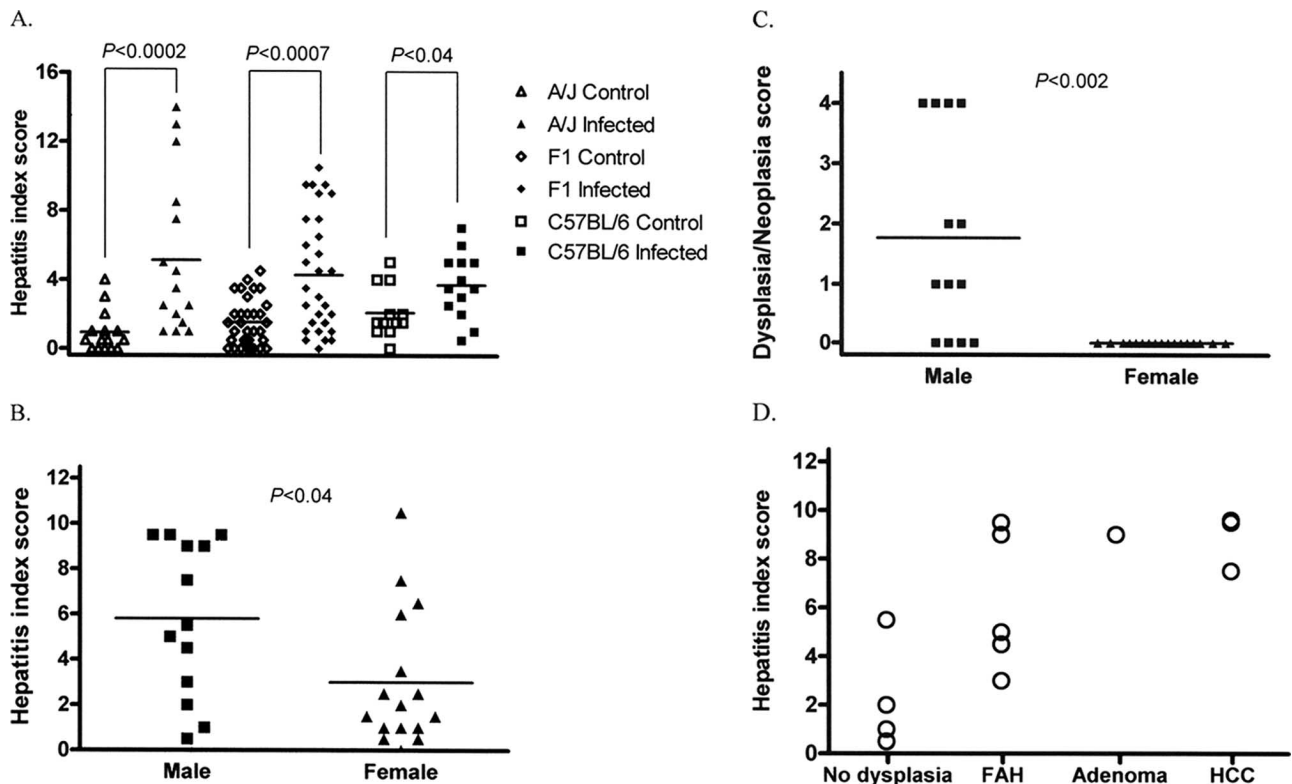 A.
P<0.0002
P<0.0007
P<0.04
Hepatitis index score
16
12
8
4
0
A/J Control
A/J Infected
F1 Control
F1 Infected
C57BL/6 Control
C57BL/6 Infected
B.
P<0.04
Hepatitis index score
12
10
8
6
4
2
0
Male Female
C.
P<0.002
Dysplasia/Neoplasia score
4
3
2
1
0
Male Female
D.
Hepatitis index score
12
10
8
6
4
2
0
No dysplasia FAH Adenoma HCC